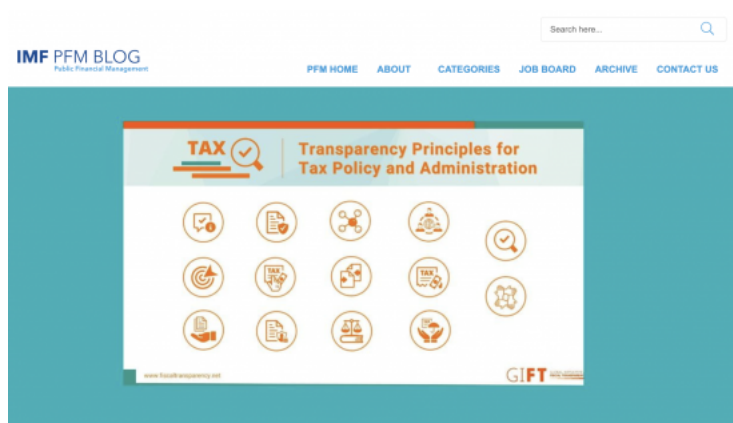 Search here...
IMF PFM BLOG
Public Financial Management
PFM HOME ABOUT CATEGORIES JOB BOARD ARCHIVE CONTACT US
TAX
Transparency Principles for
Tax Policy and Administration
TAX
TAX
www.fiscaltransparency.net
GIFT